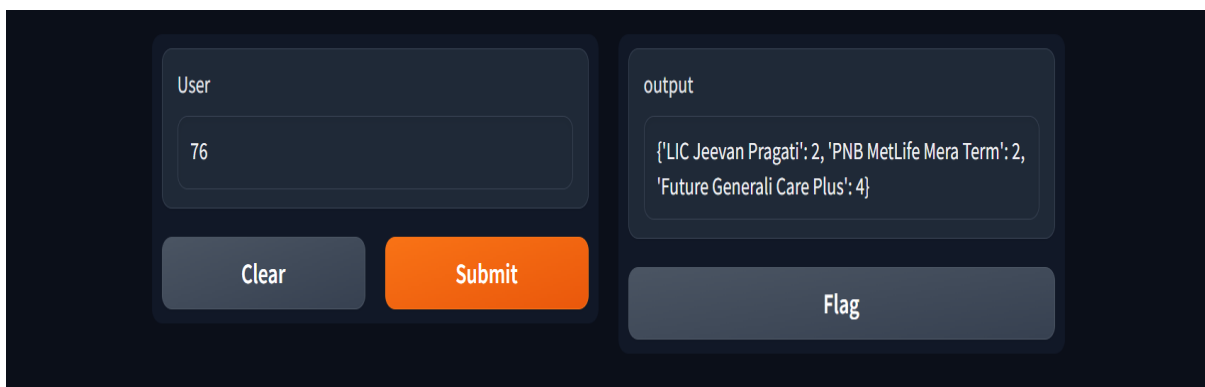 User
76
Clear
Submit
output
{'LIC Jeevan Pragati': 2, 'PNB MetLife Mera Term': 2,
'Future Generali Care Plus': 4}
Flag